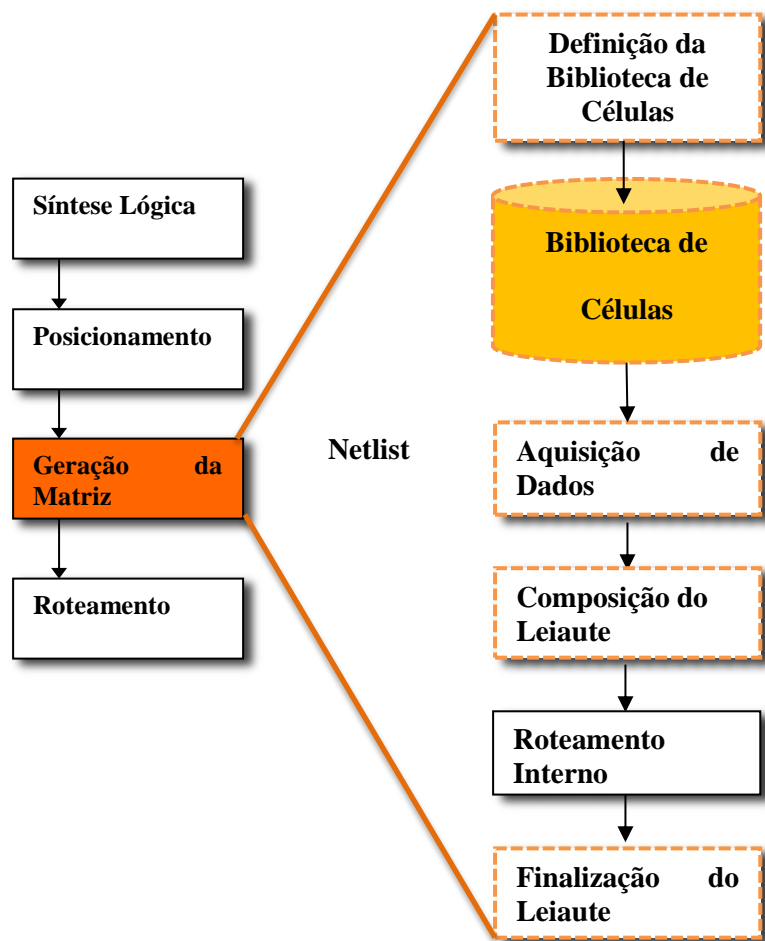 Síntese Lógica
Posicionamento
Geração da
Matriz
Roteamento
Netlist
Definição da
Biblioteca de
Células
Biblioteca de
Células
Aquisição de
Dados
Composição do
Leiaute
Roteamento
Interno
Finalização do
Leiaute